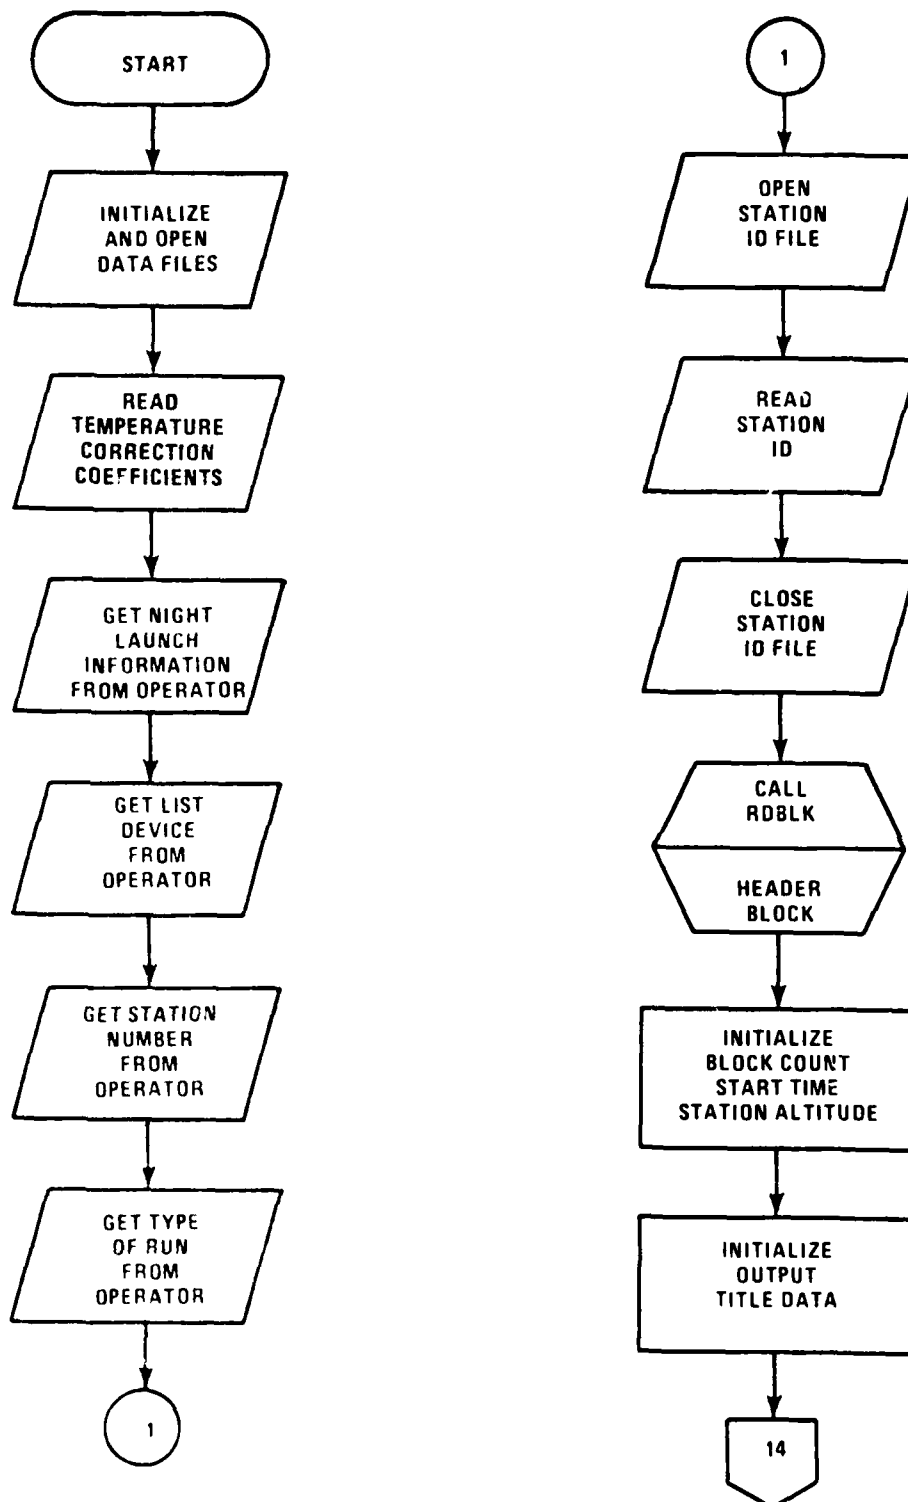 START
INITIALIZE
AND OPEN
DATA FILES
READ
TEMPERATURE
CORRECTION
COEFFICIENTS
GET NIGHT
LAUNCH
INFORMATION
FROM OPERATOR
GET LIST
DEVICE
FROM
OPERATOR
GET STATION
NUMBER
FROM
OPERATOR
GET TYPE
OF RUN
FROM
OPERATOR
1
1
OPEN
STATION
ID FILE
READ
STATION
ID
CLOSE
STATION
ID FILE
CALL
RDBLK
HEADER
BLOCK
INITIALIZE
BLOCK COUNT
START TIME
STATION ALTITUDE
INITIALIZE
OUTPUT
TITLE DATA
14